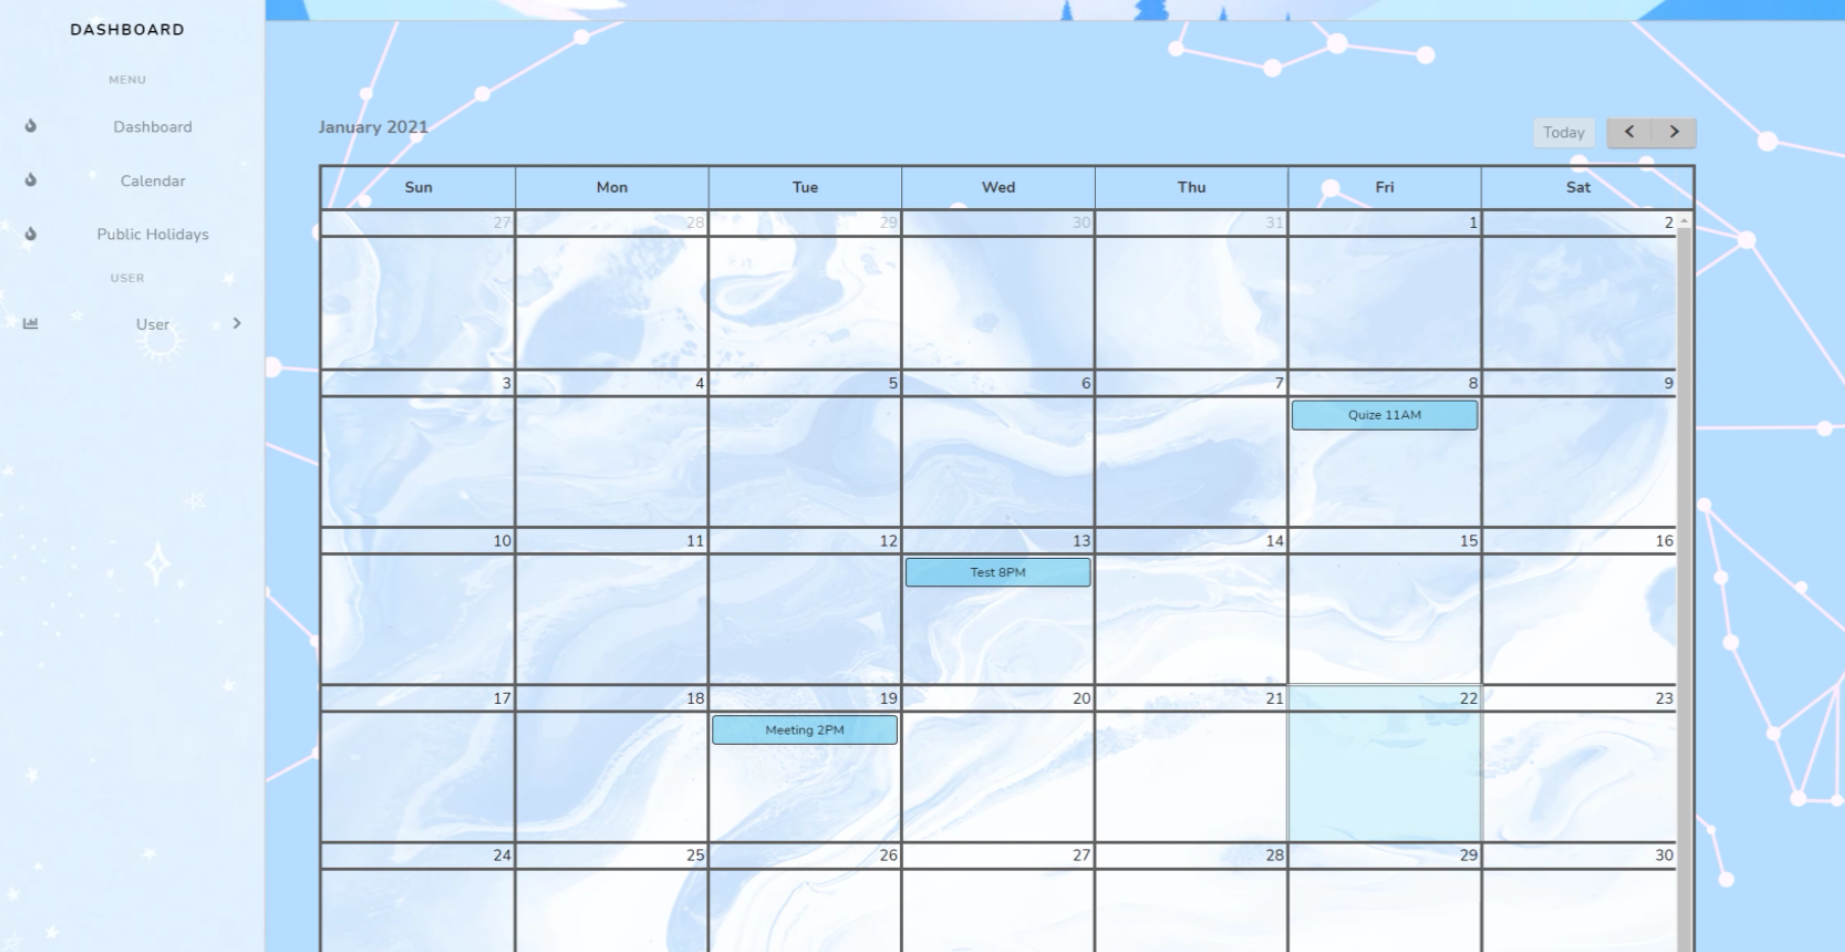 DASHBOARD
MENU
Dashboard
Calendar
Public Holidays
USER
User
January 2021
Today
Sun Mon Tue Wed Thu Fri Sat
27 28 29 30 31 1 2
3 4 5 6 7 8 9
Quize 11AM
10 11 12 13 14 15 16
Test 8PM
17 18 19 20 21 22 23
Meeting 2PM
24 25 26 27 28 29 30